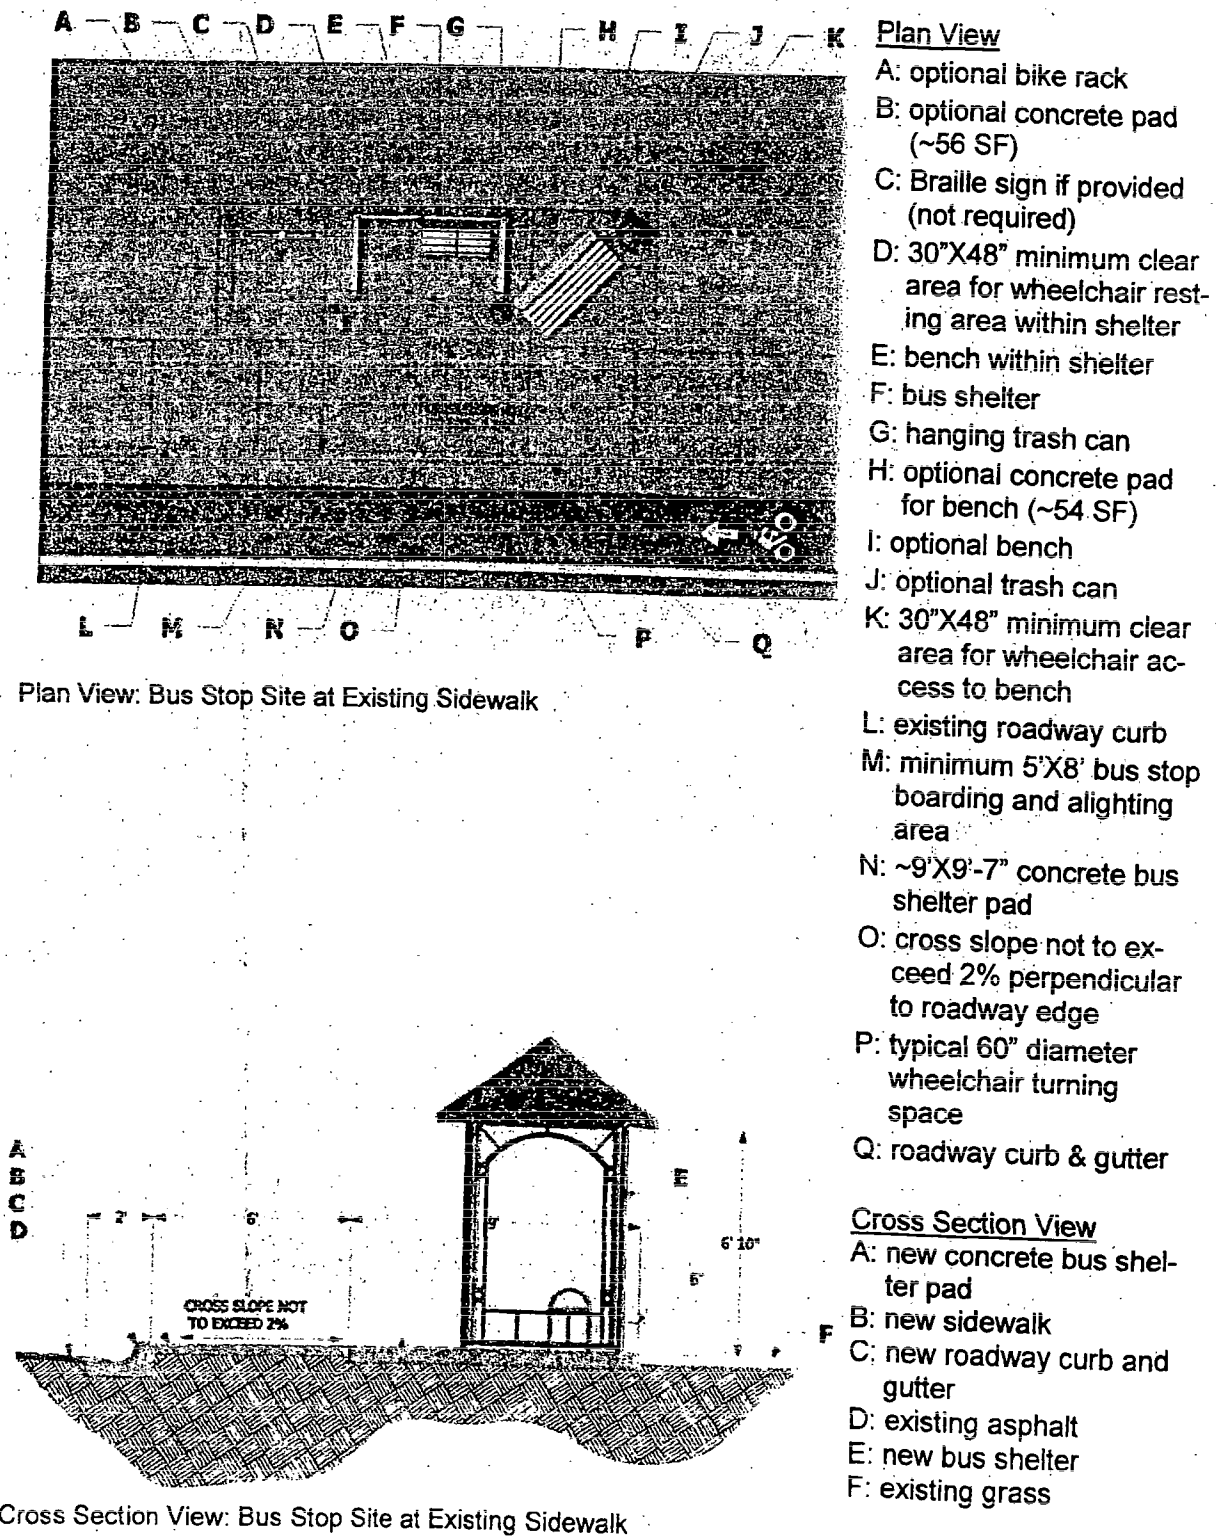 A B C D E F G H I J K
L M N O P Q
Plan View: Bus Stop Site at Existing Sidewalk
Plan View
A: optional bike rack
B: optional concrete pad
(~56 SF)
C: Braille sign if provided
(not required)
D: 30"X48" minimum clear
area for wheelchair rest-
ing area within shelter
E: bench within shelter
F: bus shelter
G: hanging trash can
H: optional concrete pad
for bench (~54 SF)
I: optional bench
J: optional trash can
K: 30"X48" minimum clear
area for wheelchair ac-
cess to bench
L: existing roadway curb
M: minimum 5'X8' bus stop
boarding and alighting
area
N: ~9'X9'-7" concrete bus
shelter pad
O: cross slope not to ex-
ceed 2% perpendicular
to roadway edge
P: typical 60" diameter
wheelchair turning
space
Q: roadway curb & gutter
A
B
C
D
2' 6' 9'
CROSS SLOPE NOT
TO EXCEED 2%
E
6' 10"
F
Cross Section View: Bus Stop Site at Existing Sidewalk
Cross Section View
A: new concrete bus shel-
ter pad
B: new sidewalk
C: new roadway curb and
gutter
D: existing asphalt
E: new bus shelter
F: existing grass